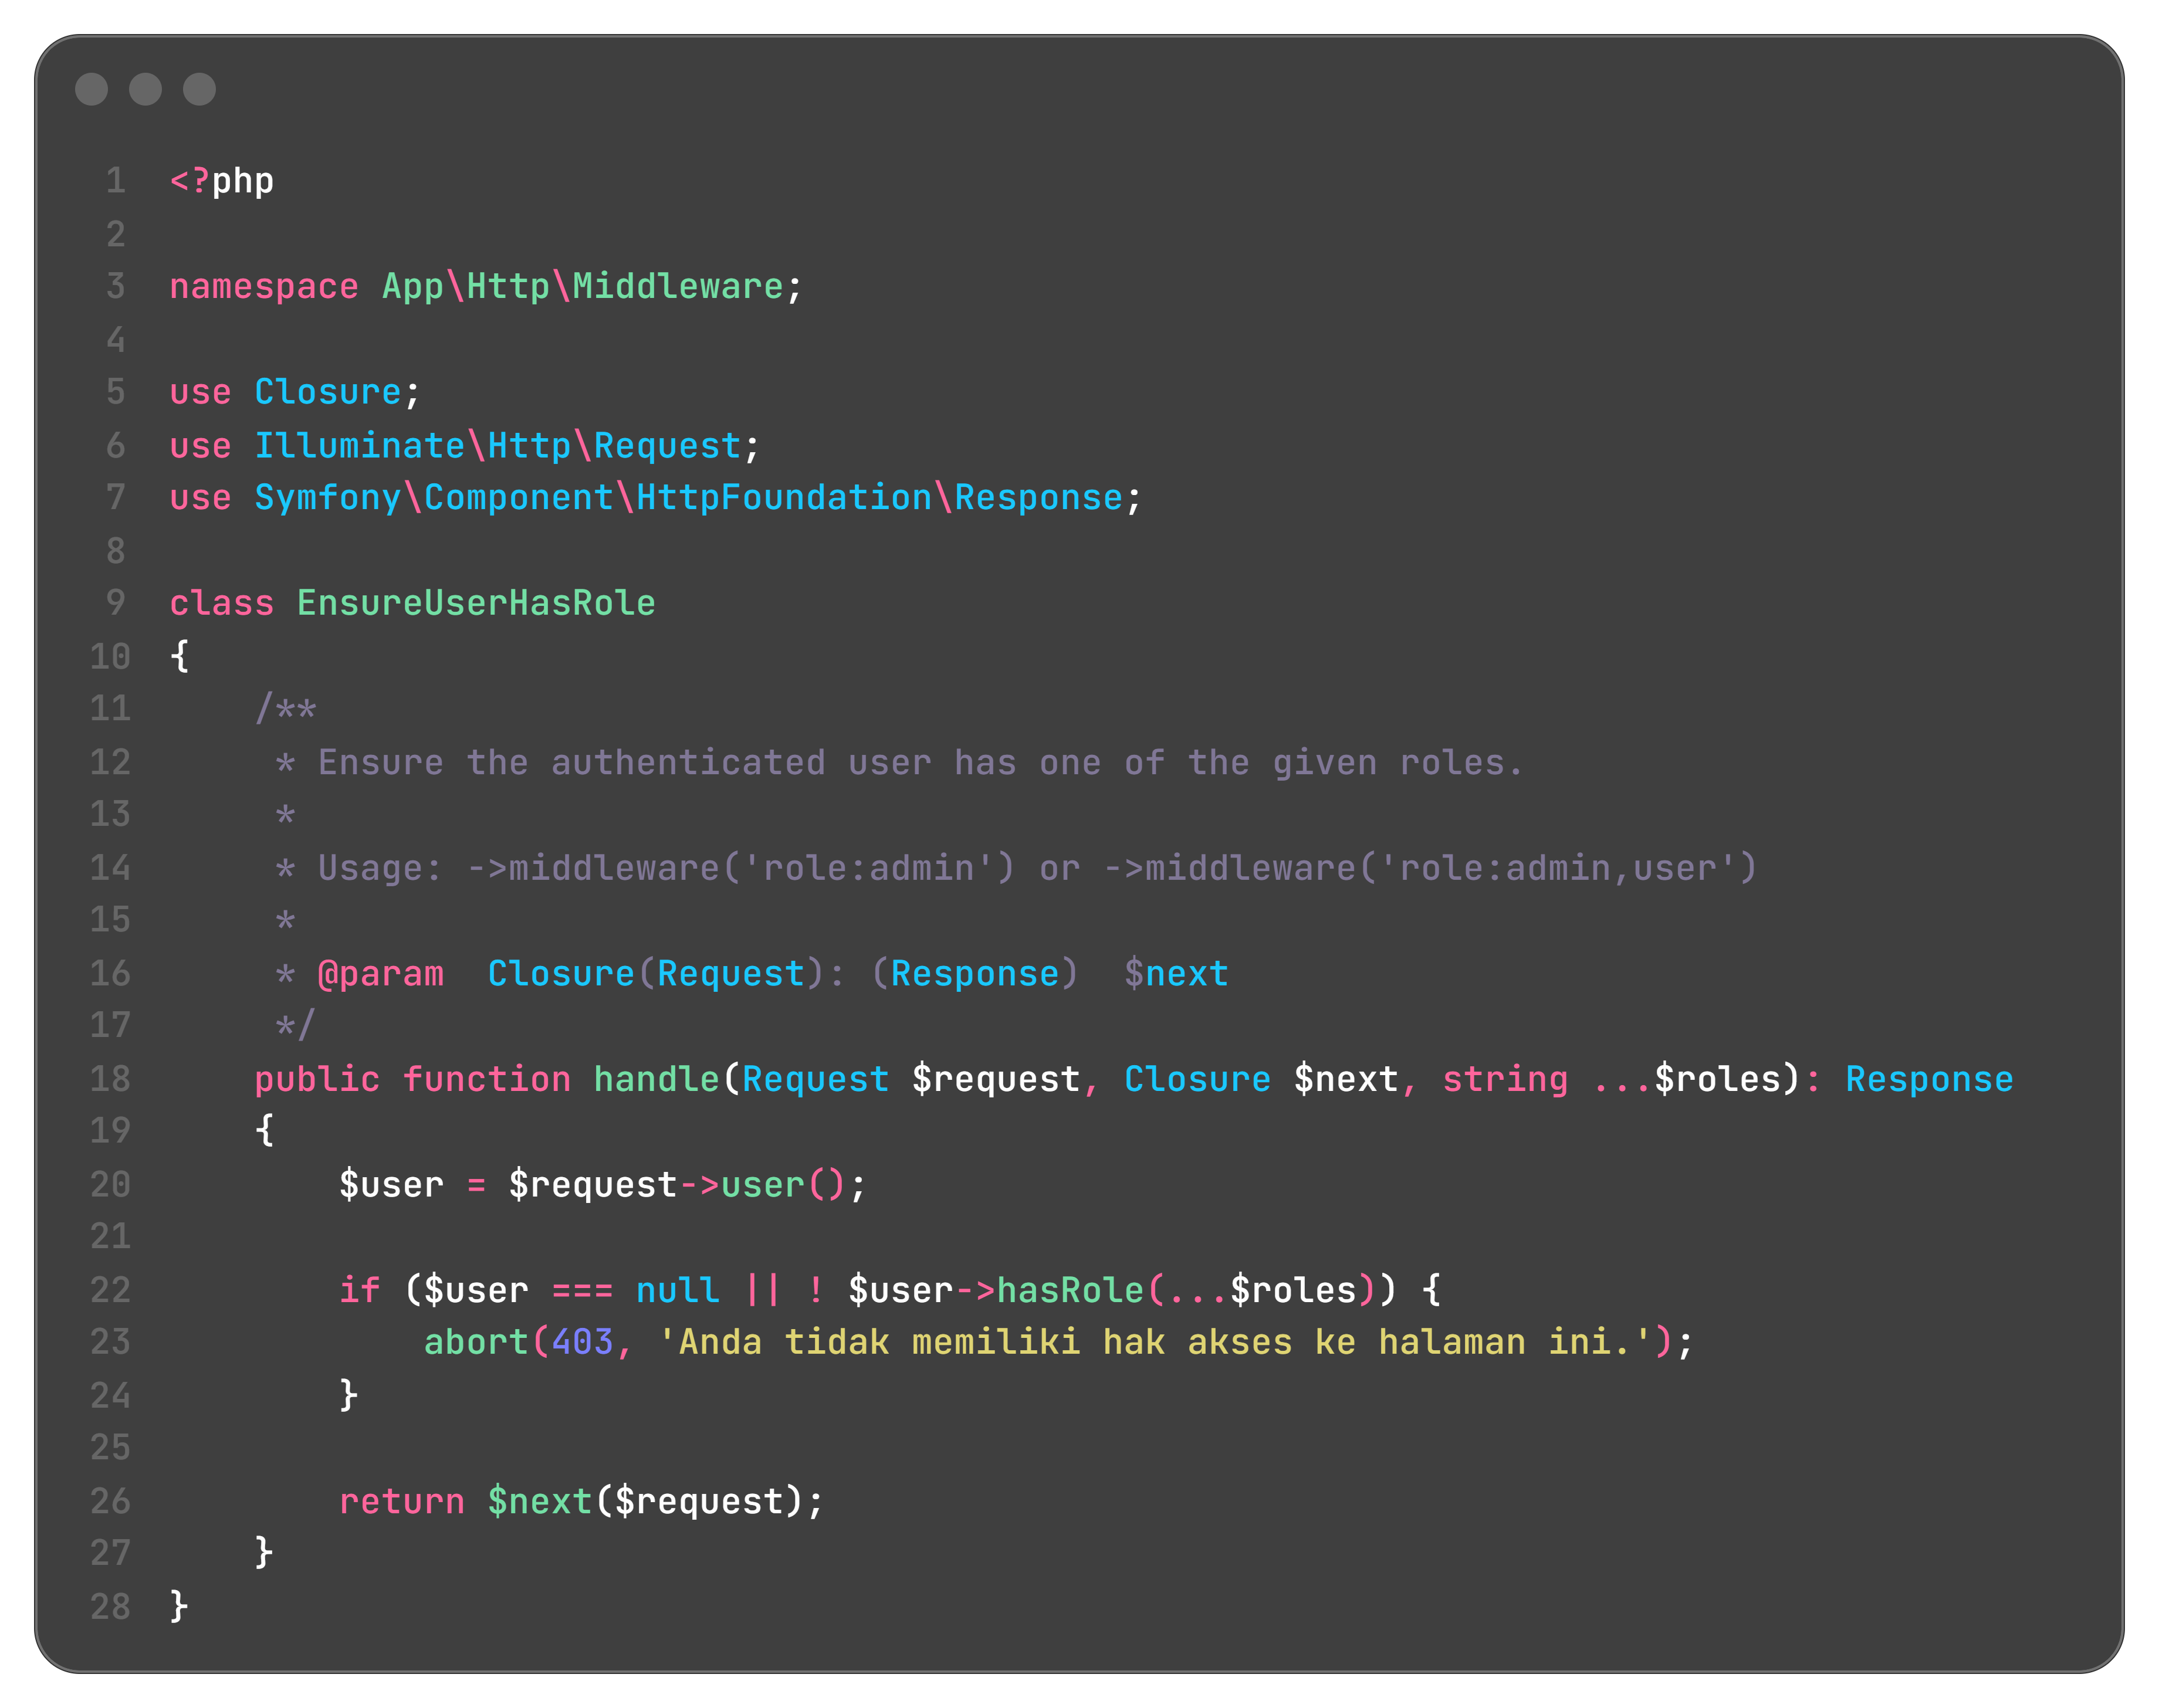 1 <?php
2
3 namespace App\Http\Middleware;
4
5 use Closure;
6 use Illuminate\Http\Request;
7 use Symfony\Component\HttpFoundation\Response;
8
9 class EnsureUserHasRole
10 {
11     /**
12      * Ensure the authenticated user has one of the given roles.
13      *
14      * Usage: ->middleware('role:admin') or ->middleware('role:admin,user')
15      *
16      * @param  Closure(Request): (Response)  $next
17      */
18     public function handle(Request $request, Closure $next, string ...$roles): Response
19     {
20         $user = $request->user();
21
22         if ($user === null || ! $user->hasRole(...$roles)) {
23             abort(403, 'Anda tidak memiliki hak akses ke halaman ini.');
24         }
25
26         return $next($request);
27     }
28 }